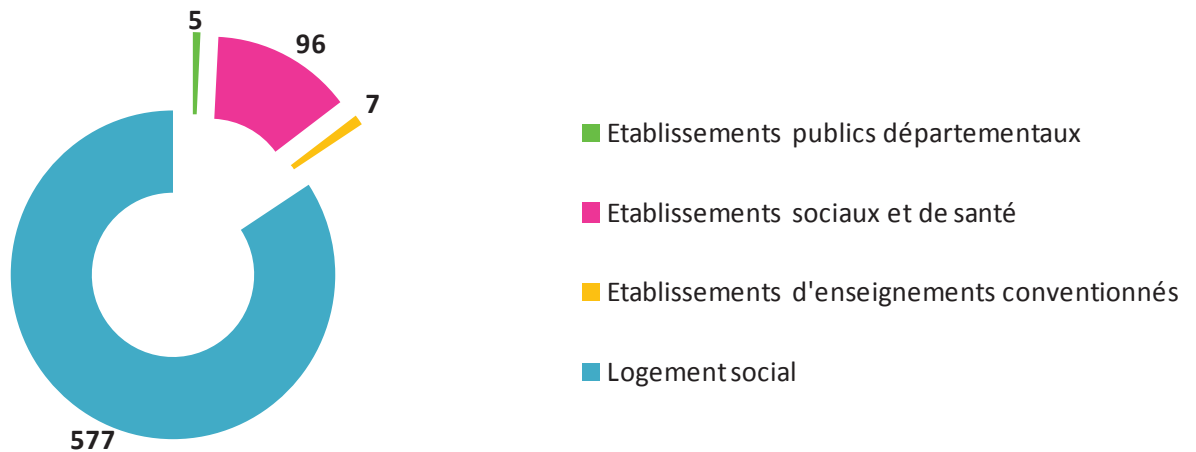 5
96
7
577
Etablissements publics départementaux
Etablissements sociaux et de santé
Etablissements d'enseignements conventionnés
Logement social